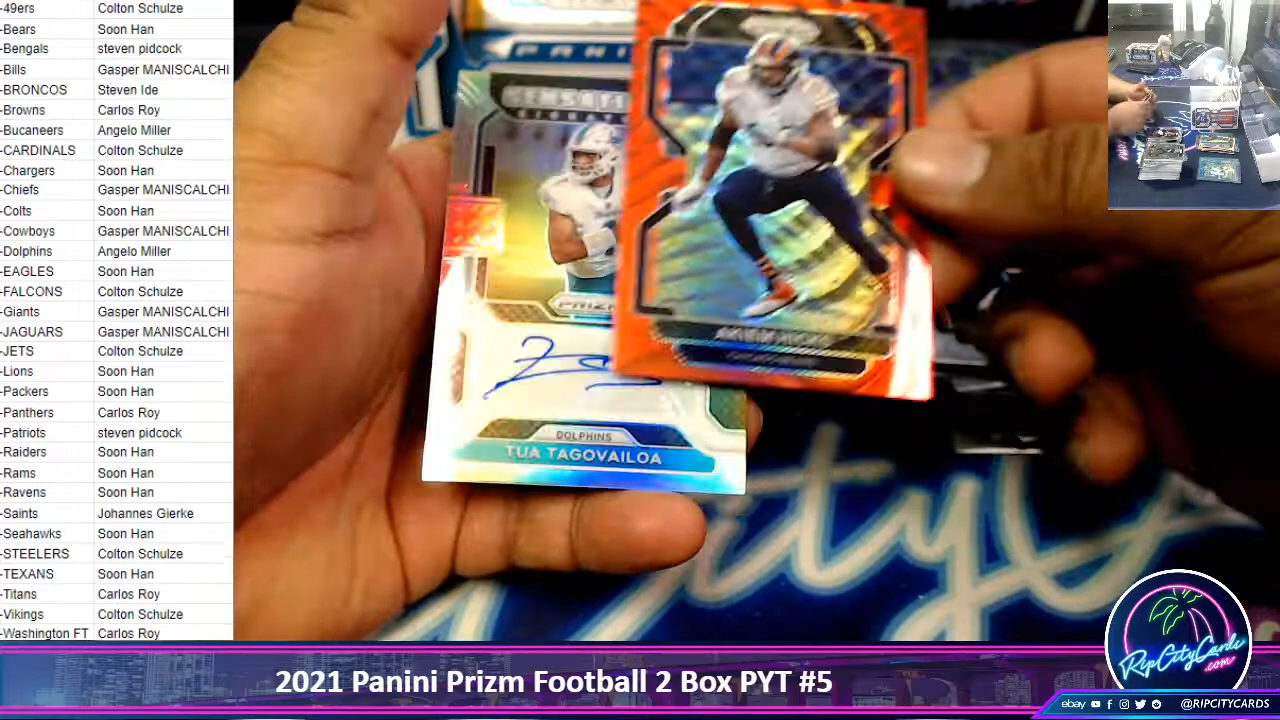 -49ers Colton Schulze
-Bears Soon Han
-Bengals steven pidcock
-Bills Gasper MANISCALCHI
-BRONCOS Steven Ide
-Browns Carlos Roy
-Bucaneers Angelo Miller
-CARDINALS Colton Schulze
-Chargers Soon Han
-Chiefs Gasper MANISCALCHI
-Colts Soon Han
-Cowboys Gasper MANISCALCHI
-Dolphins Angelo Miller
-EAGLES Soon Han
-FALCONS Colton Schulze
-Giants Gasper MANISCALCHI
-JAGUARS Gasper MANISCALCHI
-JETS Colton Schulze
-Lions Soon Han
-Packers Soon Han
-Panthers Carlos Roy
-Patriots steven pidcock
-Raiders Soon Han
-Rams Soon Han
-Ravens Soon Han
-Saints Johannes Gierke
-Seahawks Soon Han
-STEELERS Colton Schulze
-TEXANS Soon Han
-Titans Carlos Roy
-Vikings Colton Schulze
-Washington FT Carlos Roy
PANI
PRIZM
DOLPHINS
TUA TAGOVAILOA
RipCityCards
.com
2021 Panini Prizm Football 2 Box PYT #5
ebay @RIPCITYCARDS